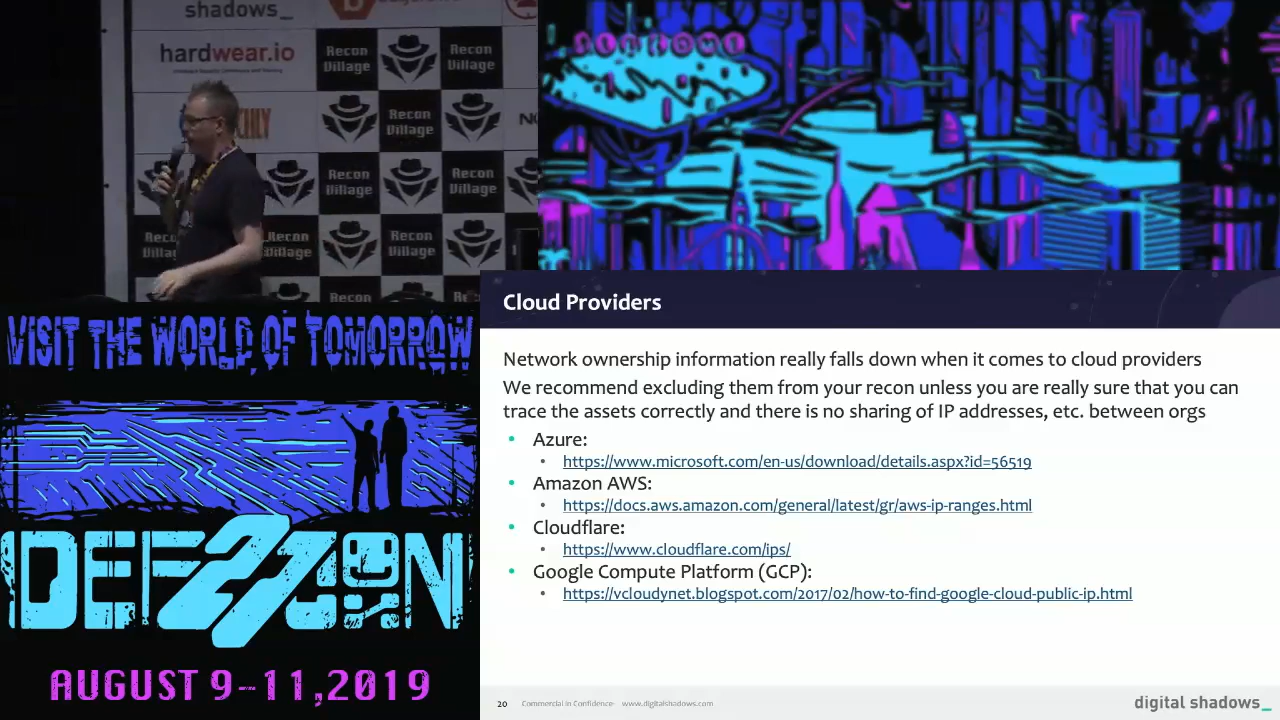 shadows_
hardwear.io
Recon Village
Recon Village
Recon Village
Recon Village
Recon Village
Recon Village
Recon Village
Recon Village
Recon
VISIT THE WORLD OF TOMORROW
DEF CON
27
AUGUST 9-11,2019
Cloud Providers
Network ownership information really falls down when it comes to cloud providers
We recommend excluding them from your recon unless you are really sure that you can
trace the assets correctly and there is no sharing of IP addresses, etc. between orgs
• Azure:
• https://www.microsoft.com/en-us/download/details.aspx?id=56519
• Amazon AWS:
• https://docs.aws.amazon.com/general/latest/gr/aws-ip-ranges.html
• Cloudflare:
• https://www.cloudflare.com/ips/
• Google Compute Platform (GCP):
• https://vcloudynet.blogspot.com/2017/02/how-to-find-google-cloud-public-ip.html
20 Commercial in Confidence www.digitalshadows.com
digital shadows_